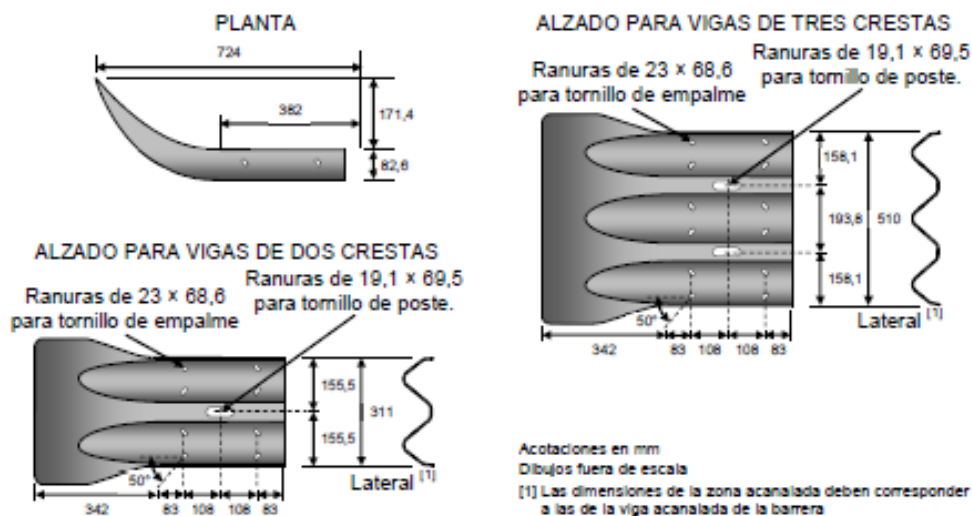 PLANTA
724
382
171,4
82,6
ALZADO PARA VIGAS DE TRES CRESTAS
Ranuras de 23 × 68,6
para tornillo de empalme
Ranuras de 19,1 × 69,5
para tornillo de poste.
158,1
193,8
510
158,1
50°
Lateral [1]
342
83
108
108
83
ALZADO PARA VIGAS DE DOS CRESTAS
Ranuras de 23 × 68,6
para tornillo de empalme
Ranuras de 19,1 × 69,5
para tornillo de poste.
155,5
311
155,5
50°
Lateral [1]
342
83
108
108
83
Acotaciones en mm
Dibujos fuera de escala
[1] Las dimensiones de la zona acanalada deben corresponder
a las de la viga acanalada de la barrera